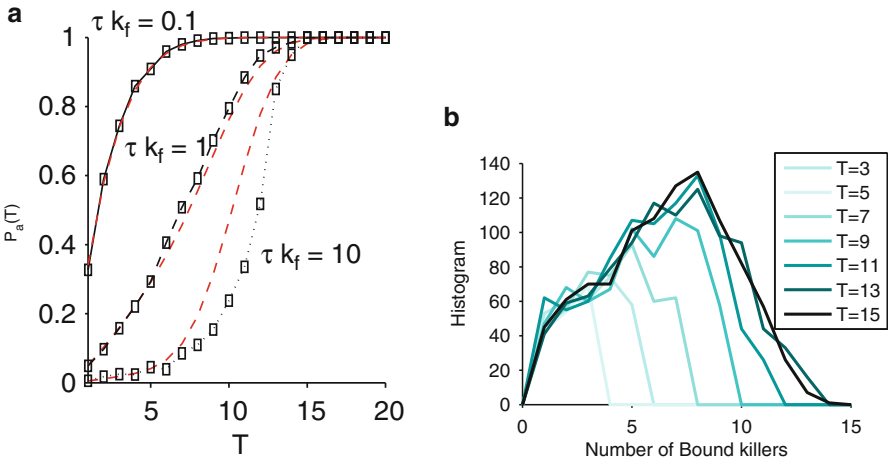 a
τ k_f = 0.1
1
0.8
0.6
0.4
0.2
0
P_a(T)
τ k_f = 1
τ k_f = 10
5
10
15
20
T
b
140
120
100
80
60
40
20
0
Histogram
0
5
10
15
Number of Bound killers
T=3
T=5
T=7
T=9
T=11
T=13
T=15